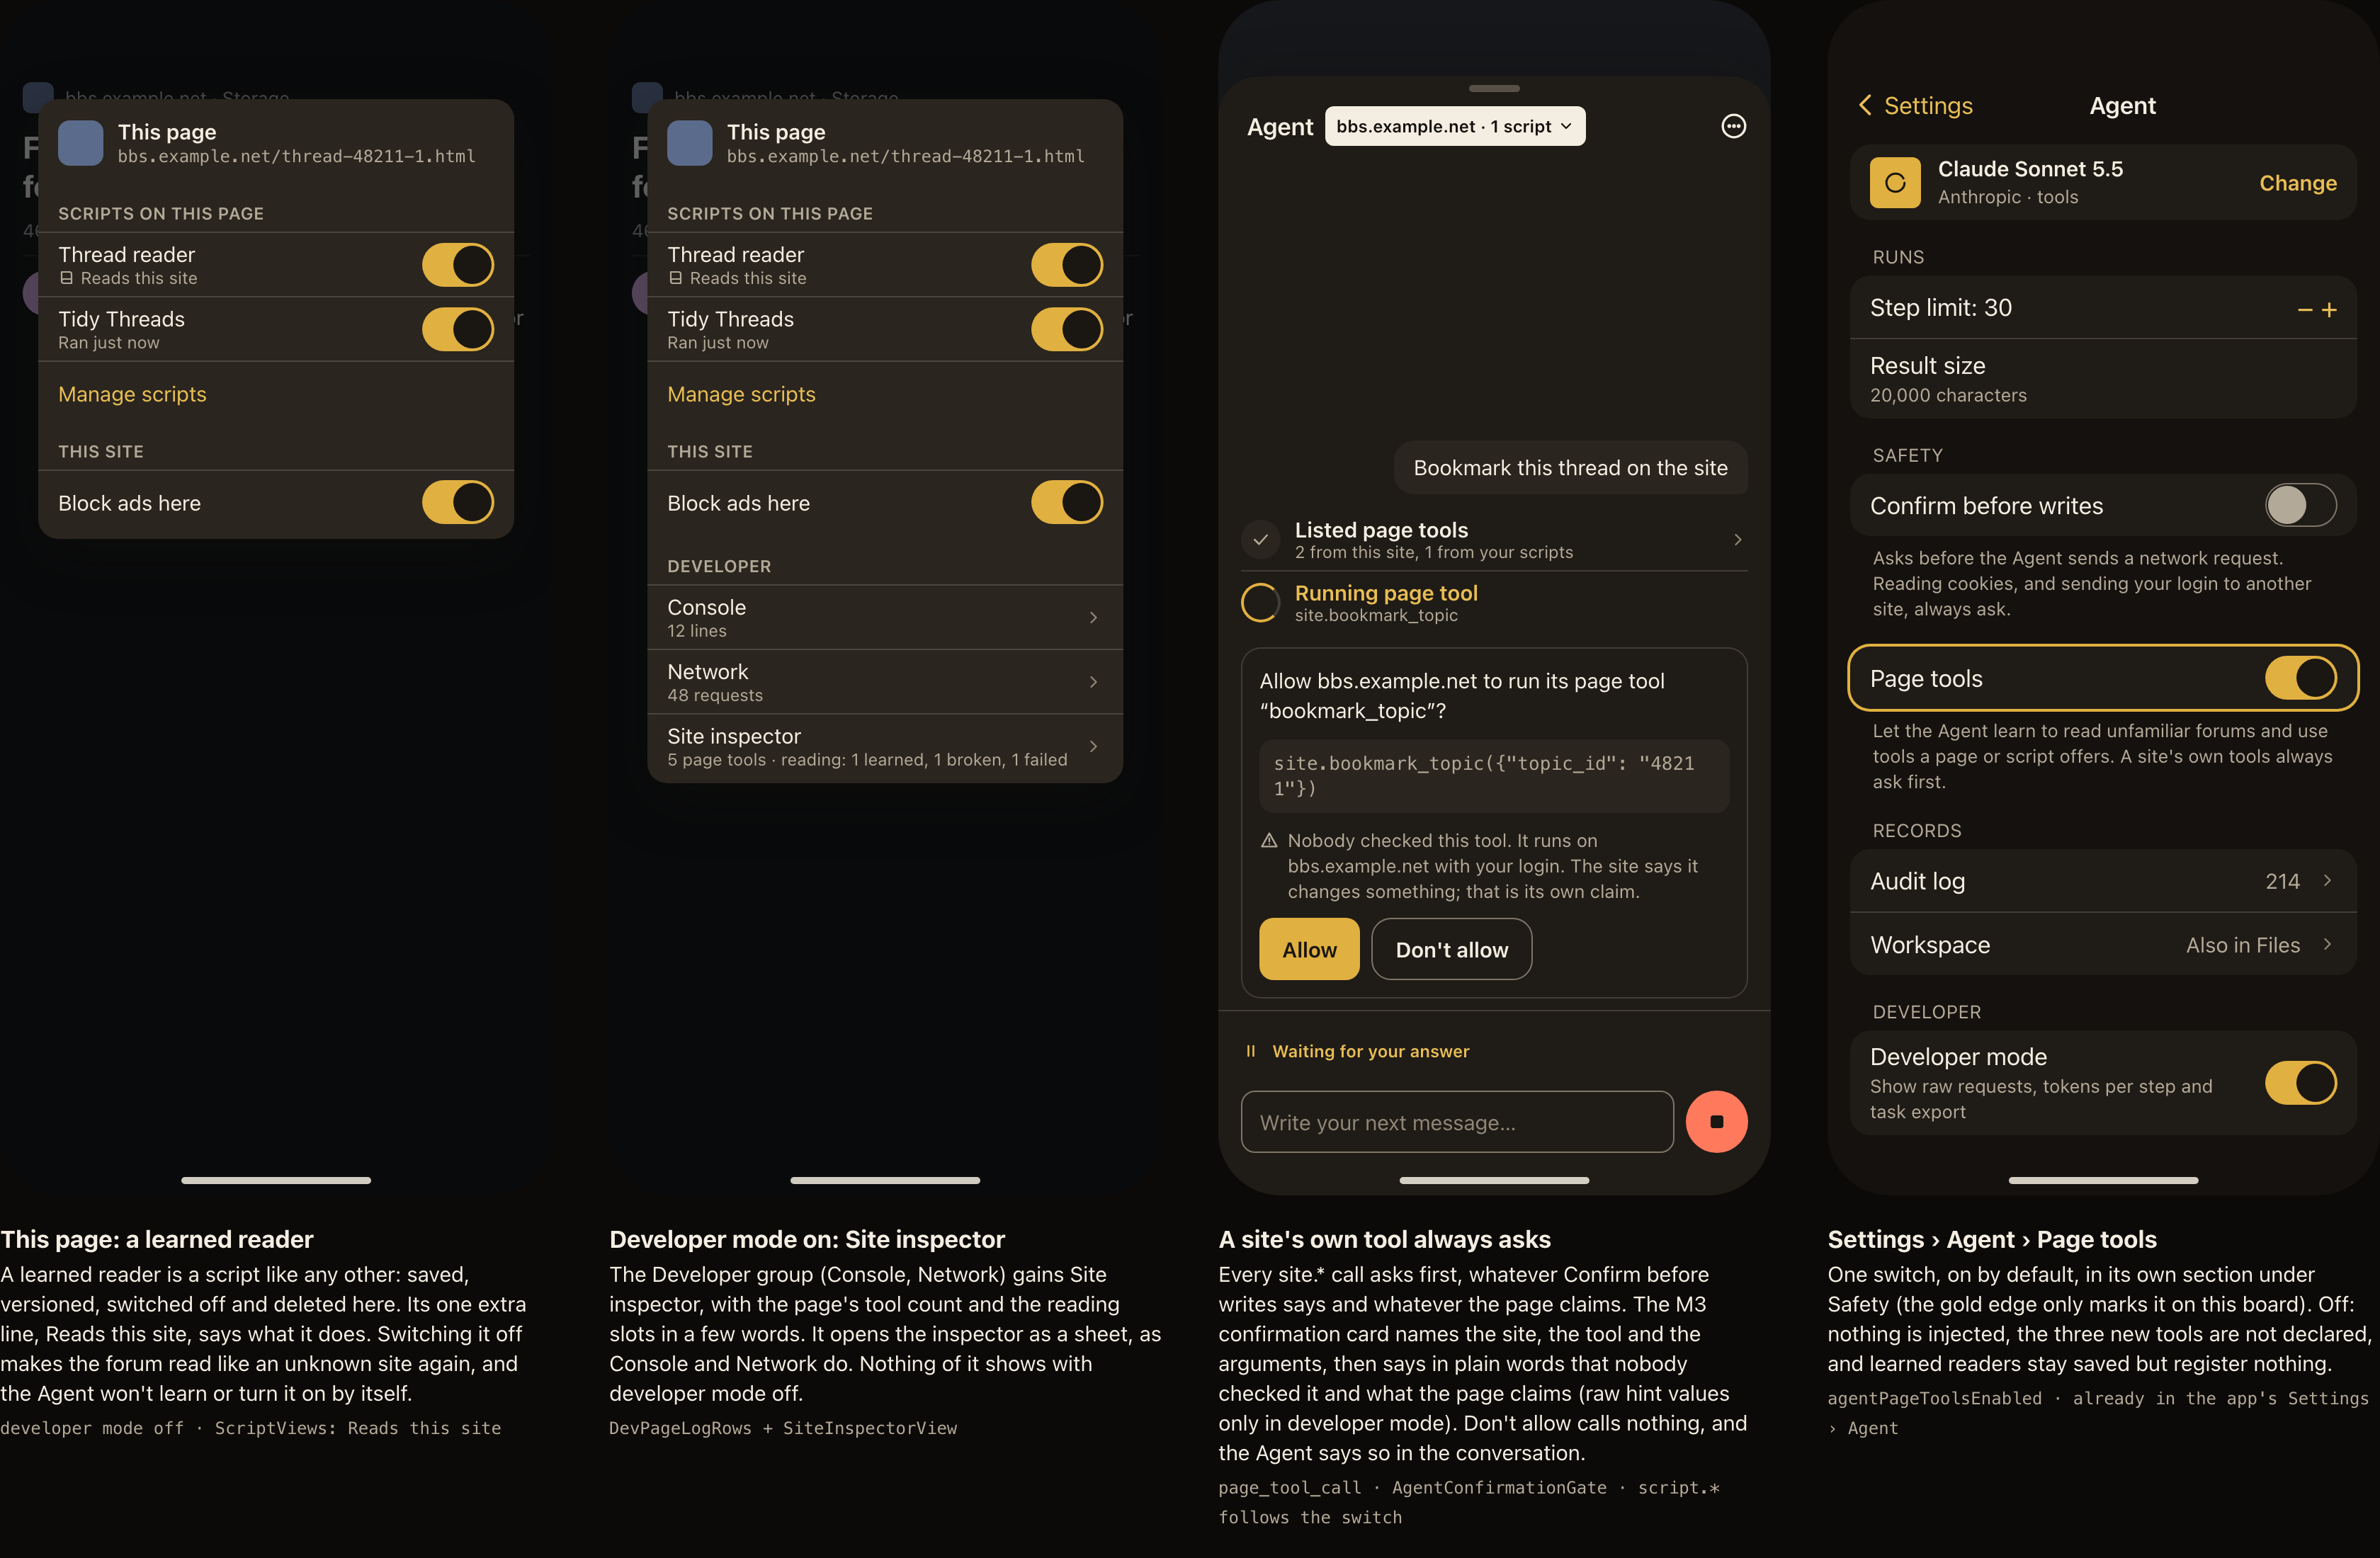 bbs.example.net · Storage
This page
bbs.example.net/thread-48211-1.html
SCRIPTS ON THIS PAGE
Thread reader
Reads this site
Tidy Threads
Ran just now
Manage scripts
THIS SITE
Block ads here
This page: a learned reader
A learned reader is a script like any other: saved,
versioned, switched off and deleted here. Its one extra
line, Reads this site, says what it does. Switching it off
makes the forum read like an unknown site again, and
the Agent won't learn or turn it on by itself.
developer mode off · ScriptViews: Reads this site
bbs.example.net · Storage
This page
bbs.example.net/thread-48211-1.html
SCRIPTS ON THIS PAGE
Thread reader
Reads this site
Tidy Threads
Ran just now
Manage scripts
THIS SITE
Block ads here
DEVELOPER
Console
12 lines
Network
48 requests
Site inspector
5 page tools · reading: 1 learned, 1 broken, 1 failed
Developer mode on: Site inspector
The Developer group (Console, Network) gains Site
inspector, with the page's tool count and the reading
slots in a few words. It opens the inspector as a sheet, as
Console and Network do. Nothing of it shows with
developer mode off.
DevPageLogRows + SiteInspectorView
Agent
bbs.example.net · 1 script
Bookmark this thread on the site
Listed page tools
2 from this site, 1 from your scripts
Running page tool
site.bookmark_topic
Allow bbs.example.net to run its page tool
“bookmark_topic”?
site.bookmark_topic({"topic_id": "4821
1"})
Nobody checked this tool. It runs on
bbs.example.net with your login. The site says it
changes something; that is its own claim.
Allow
Don't allow
Waiting for your answer
Write your next message...
A site's own tool always asks
Every site.* call asks first, whatever Confirm before
writes says and whatever the page claims. The M3
confirmation card names the site, the tool and the
arguments, then says in plain words that nobody
checked it and what the page claims (raw hint values
only in developer mode). Don't allow calls nothing, and
the Agent says so in the conversation.
page_tool_call · AgentConfirmationGate · script.*
follows the switch
Settings
Agent
Claude Sonnet 5.5
Anthropic · tools
Change
RUNS
Step limit: 30
Result size
20,000 characters
SAFETY
Confirm before writes
Asks before the Agent sends a network request.
Reading cookies, and sending your login to another
site, always ask.
Page tools
Let the Agent learn to read unfamiliar forums and use
tools a page or script offers. A site's own tools always
ask first.
RECORDS
Audit log
214
Workspace
Also in Files
DEVELOPER
Developer mode
Show raw requests, tokens per step and
task export
Settings › Agent › Page tools
One switch, on by default, in its own section under
Safety (the gold edge only marks it on this board). Off:
nothing is injected, the three new tools are not declared,
and learned readers stay saved but register nothing.
agentPageToolsEnabled · already in the app's Settings
› Agent